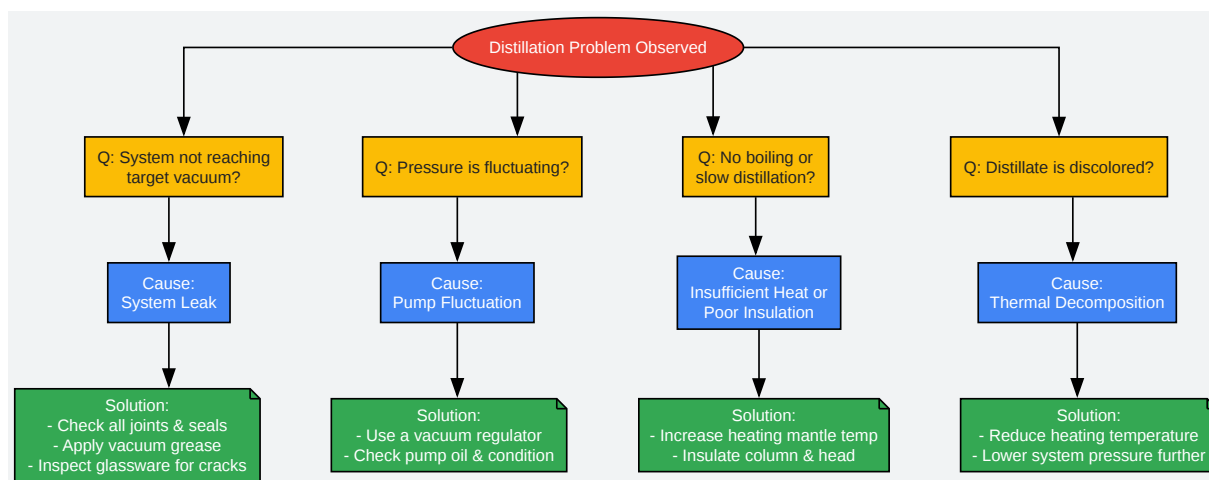 Distillation Problem Observed
Q: System not reaching
target vacuum?
Q: Pressure is fluctuating?
Q: No boiling or
slow distillation?
Q: Distillate is discolored?
Cause:
System Leak
Cause:
Pump Fluctuation
Cause:
Insufficient Heat or
Poor Insulation
Cause:
Thermal Decomposition
Solution:
- Check all joints & seals
- Apply vacuum grease
- Inspect glassware for cracks
Solution:
- Use a vacuum regulator
- Check pump oil & condition
Solution:
- Increase heating mantle temp
- Insulate column & head
Solution:
- Reduce heating temperature
- Lower system pressure further